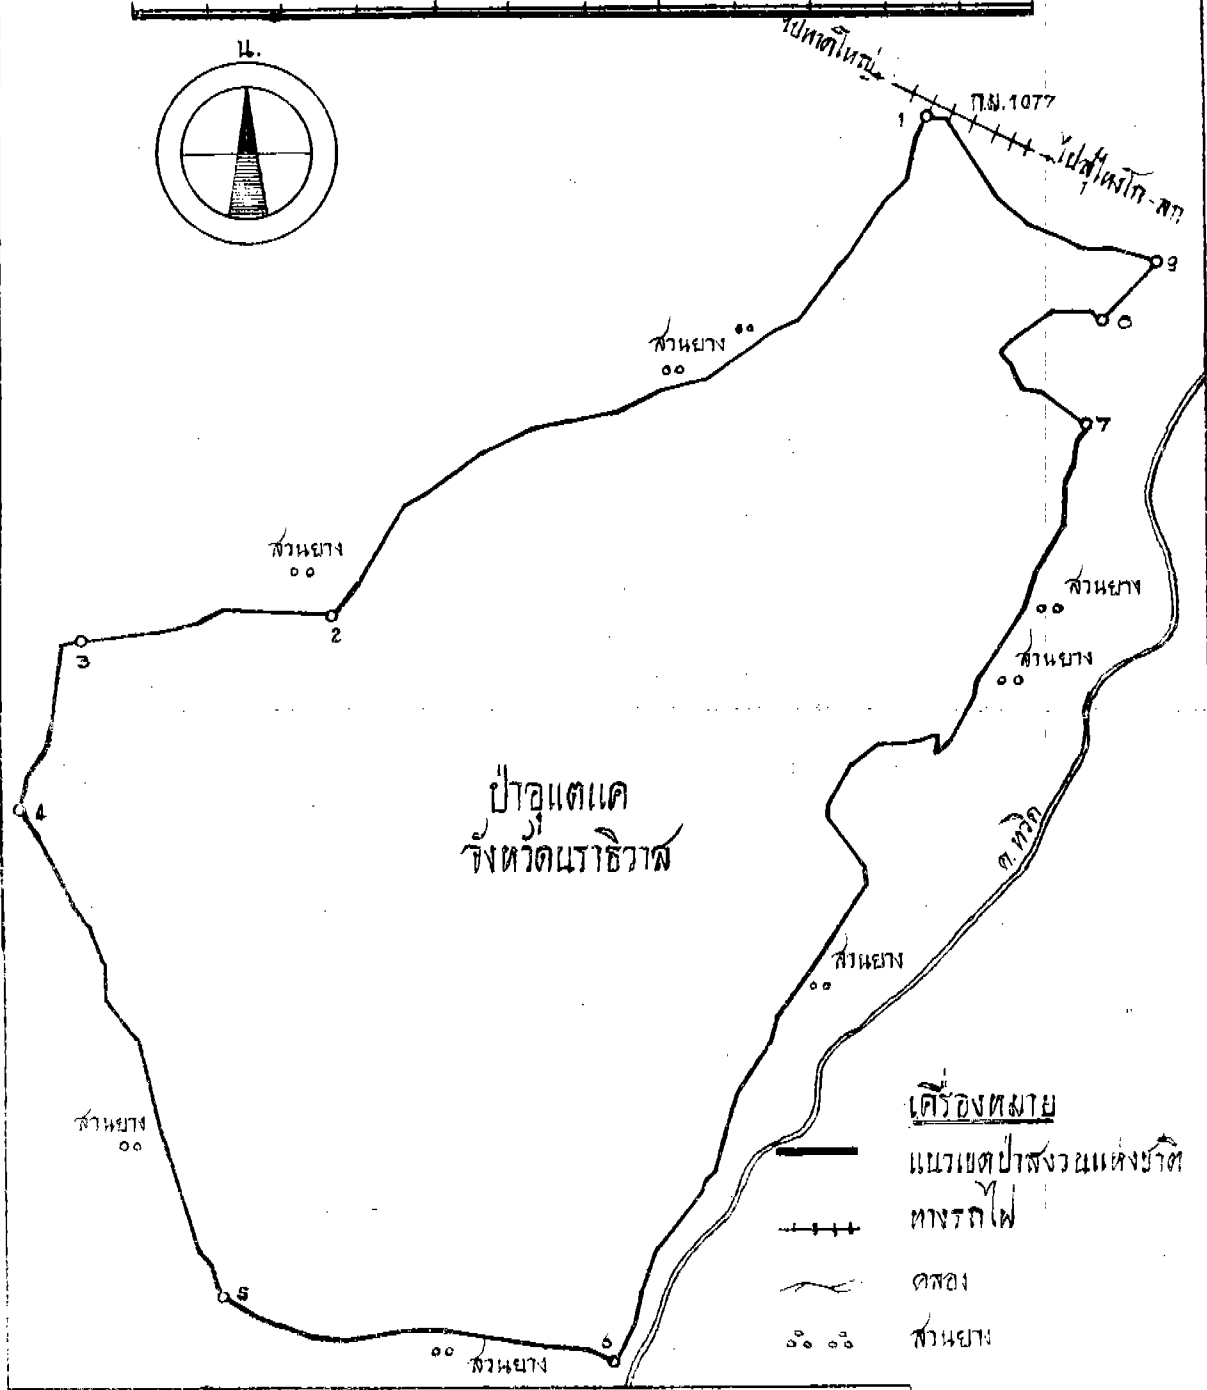 น.
ไปหาดใหญ่
ก.ม.1077
ไปสุไหงโก-ลก
1
9
8
สวนยาง
7
สวนยาง
2
3
สวนยาง
สวนยาง
4
ป่าอุแตแค
จังหวัดนราธิวาส
สวนยาง
สวนยาง
5
6
สวนยาง
เครื่องหมาย
แนวเขตป่าสงวนแห่งชาติ
ทางรถไฟ
คลอง
สวนยาง